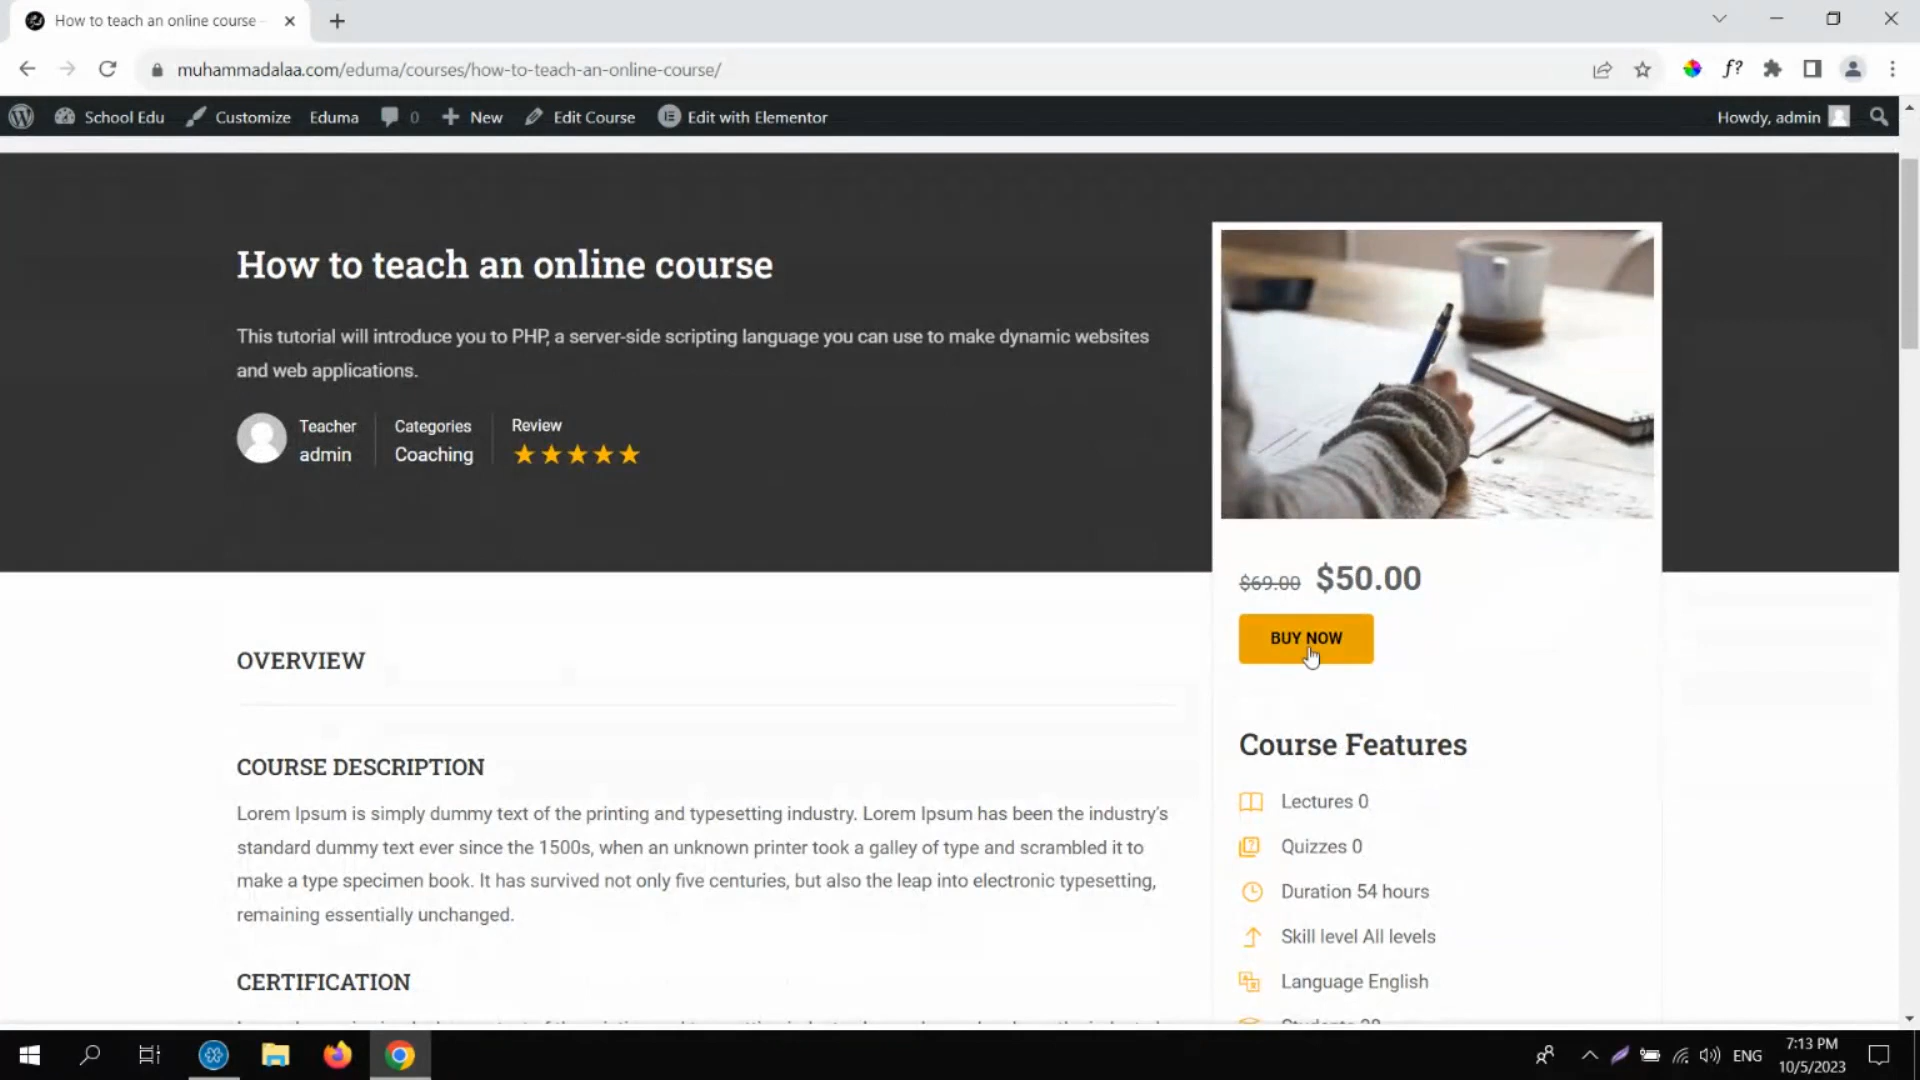 How to teach an online course
muhammadalaa.com/eduma/courses/how-to-teach-an-online-course/
School Edu Customize Eduma 0 New Edit Course Edit with Elementor Howdy, admin
How to teach an online course
This tutorial will introduce you to PHP, a server-side scripting language you can use to make dynamic websites
and web applications.
Teacher Categories Review
admin Coaching
$69.00 $50.00
BUY NOW
OVERVIEW
COURSE DESCRIPTION
Lorem Ipsum is simply dummy text of the printing and typesetting industry. Lorem Ipsum has been the industry's
standard dummy text ever since the 1500s, when an unknown printer took a galley of type and scrambled it to
make a type specimen book. It has survived not only five centuries, but also the leap into electronic typesetting,
remaining essentially unchanged.
CERTIFICATION
Course Features
Lectures 0
Quizzes 0
Duration 54 hours
Skill level All levels
Language English
ENG
7:13 PM
10/5/2023